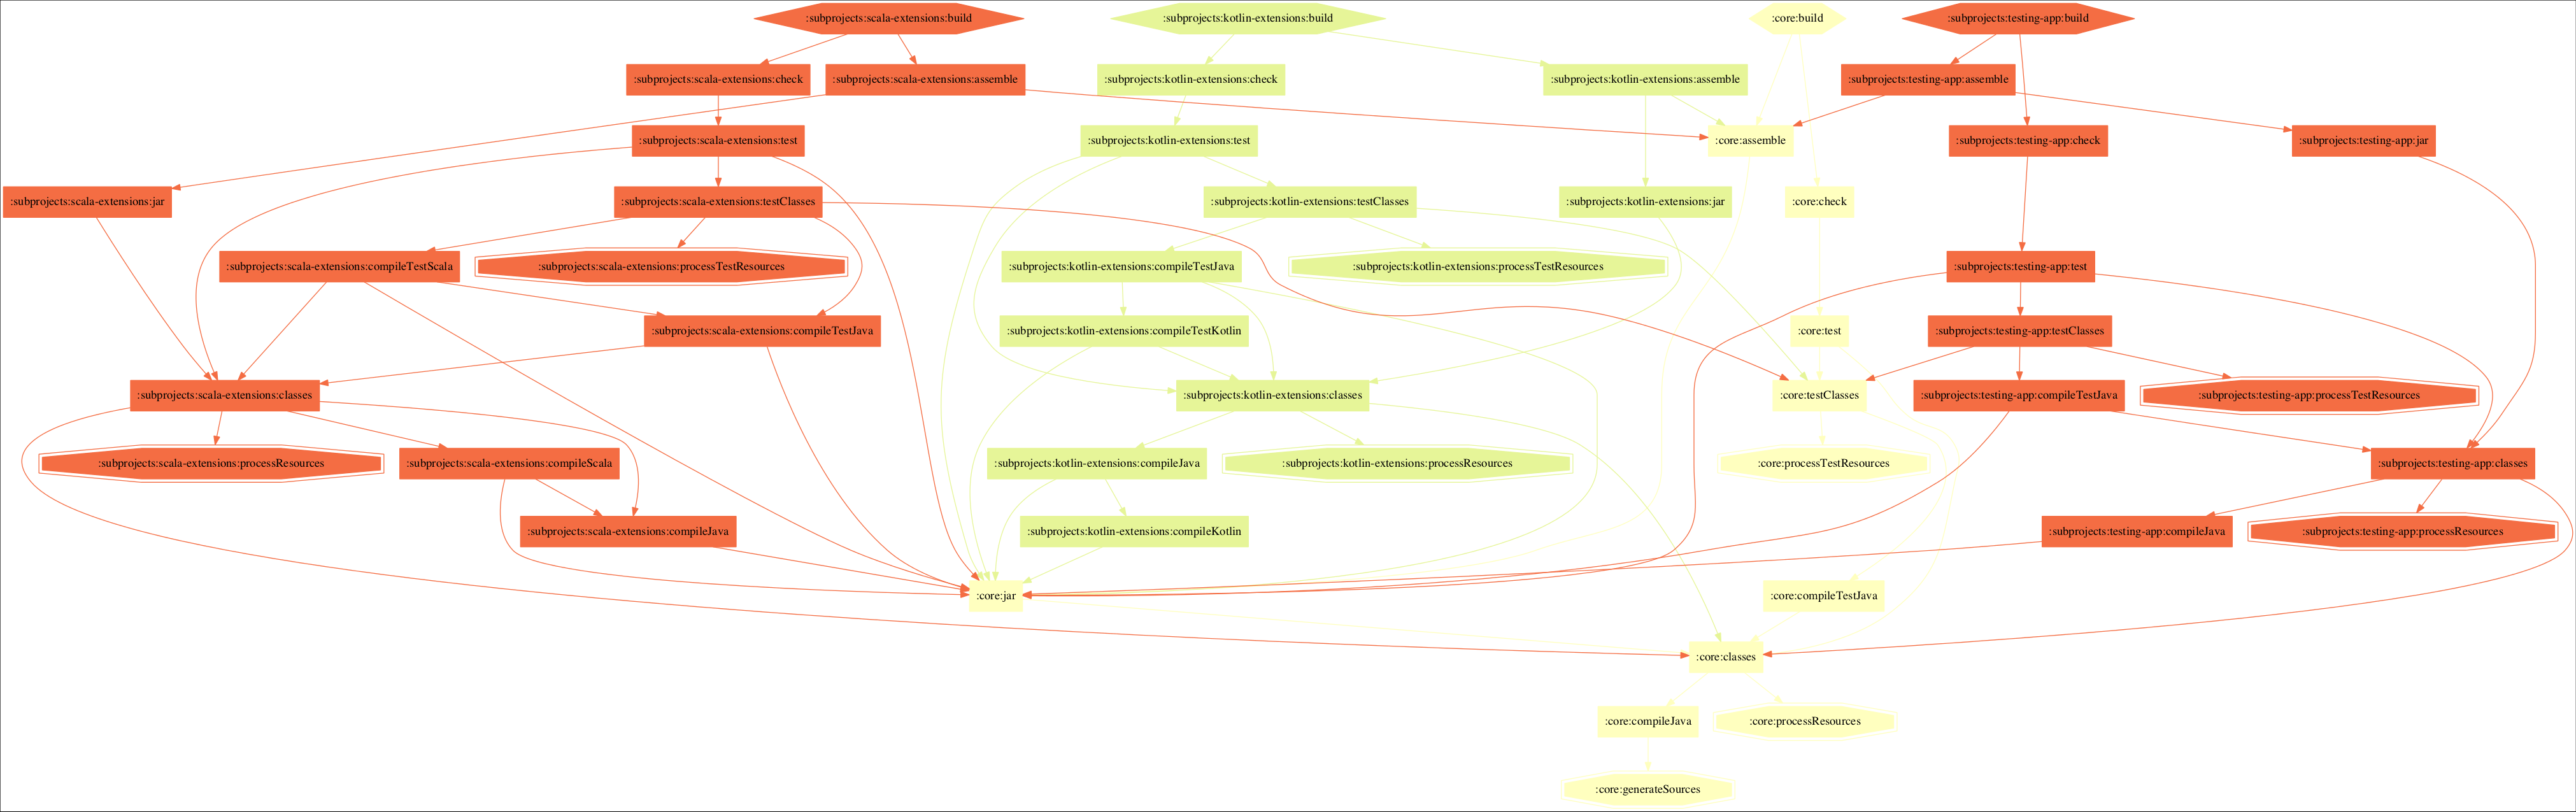 :subprojects:scala-extensions:build
:subprojects:kotlin-extensions:build
:core:build
:subprojects:testing-app:build
:subprojects:scala-extensions:check
:subprojects:scala-extensions:assemble
:subprojects:kotlin-extensions:check
:subprojects:kotlin-extensions:assemble
:subprojects:testing-app:assemble
:subprojects:scala-extensions:test
:subprojects:kotlin-extensions:test
:core:assemble
:subprojects:testing-app:check
:subprojects:testing-app:jar
:subprojects:scala-extensions:jar
:subprojects:scala-extensions:testClasses
:subprojects:kotlin-extensions:testClasses
:subprojects:kotlin-extensions:jar
:core:check
:subprojects:scala-extensions:compileTestScala
:subprojects:scala-extensions:processTestResources
:subprojects:kotlin-extensions:compileTestJava
:subprojects:kotlin-extensions:processTestResources
:subprojects:testing-app:test
:subprojects:scala-extensions:compileTestJava
:subprojects:kotlin-extensions:compileTestKotlin
:core:test
:subprojects:testing-app:testClasses
:subprojects:scala-extensions:classes
:subprojects:kotlin-extensions:classes
:core:testClasses
:subprojects:testing-app:compileTestJava
:subprojects:testing-app:processTestResources
:subprojects:scala-extensions:processResources
:subprojects:scala-extensions:compileScala
:subprojects:kotlin-extensions:compileJava
:subprojects:kotlin-extensions:processResources
:core:processTestResources
:subprojects:testing-app:classes
:subprojects:scala-extensions:compileJava
:subprojects:kotlin-extensions:compileKotlin
:subprojects:testing-app:compileJava
:subprojects:testing-app:processResources
:core:jar
:core:compileTestJava
:core:classes
:core:compileJava
:core:processResources
:core:generateSources